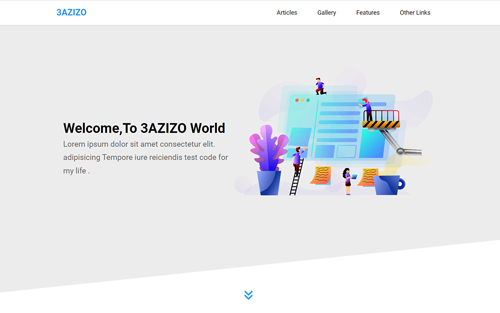 3AZIZO
Articles Gallery Features Other Links
Welcome,To 3AZIZO World
Lorem ipsum dolor sit amet consectetur elit.
adipisicing Tempore iure reiciendis test code for
my life .